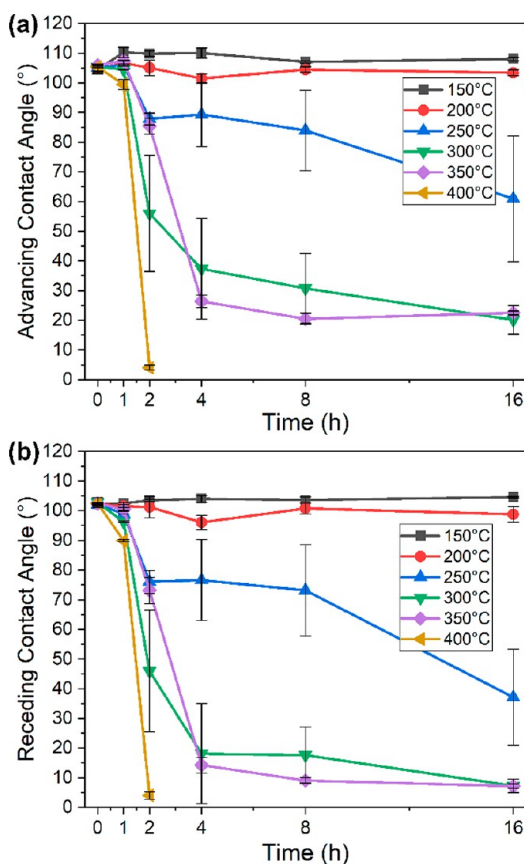 (a)
120
110
100
90
80
70
60
50
40
30
20
10
0
Advancing Contact Angle (°)
150°C
200°C
250°C
300°C
350°C
400°C
0 1 2 4 8 16
Time (h)
(b)
120
110
100
90
80
70
60
50
40
30
20
10
0
Receding Contact Angle (°)
150°C
200°C
250°C
300°C
350°C
400°C
0 1 2 4 8 16
Time (h)